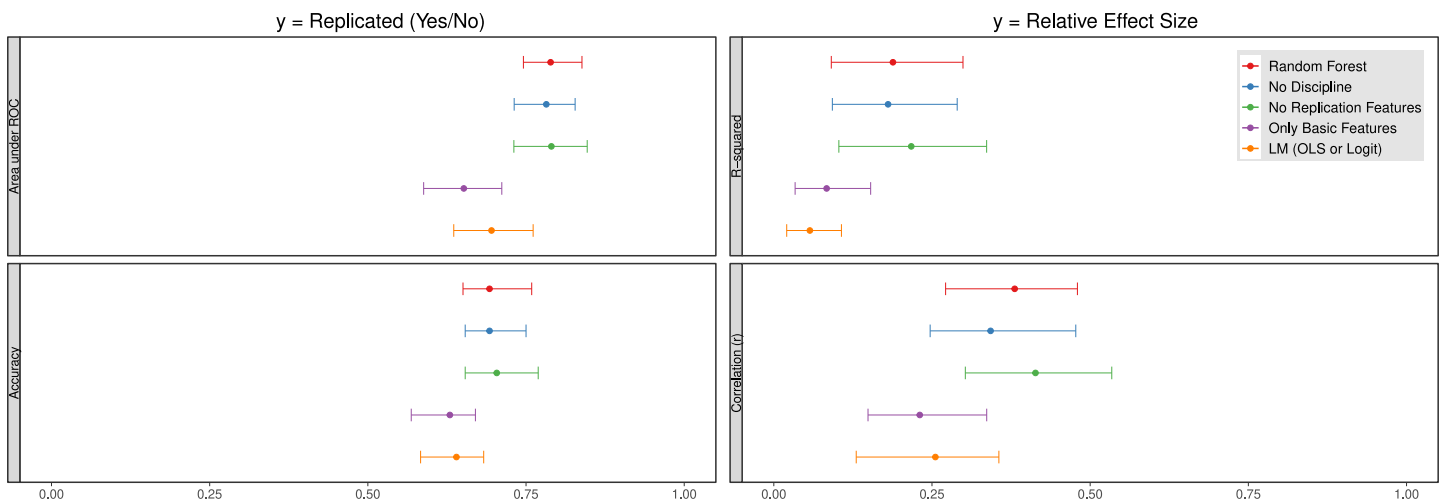 y = Replicated (Yes/No)
y = Relative Effect Size
Area under ROC
R−squared
Random Forest
No Discipline
No Replication Features
Only Basic Features
LM (OLS or Logit)
Accuracy
Correlation (r)
0.00 0.25 0.50 0.75 1.00
0.00 0.25 0.50 0.75 1.00